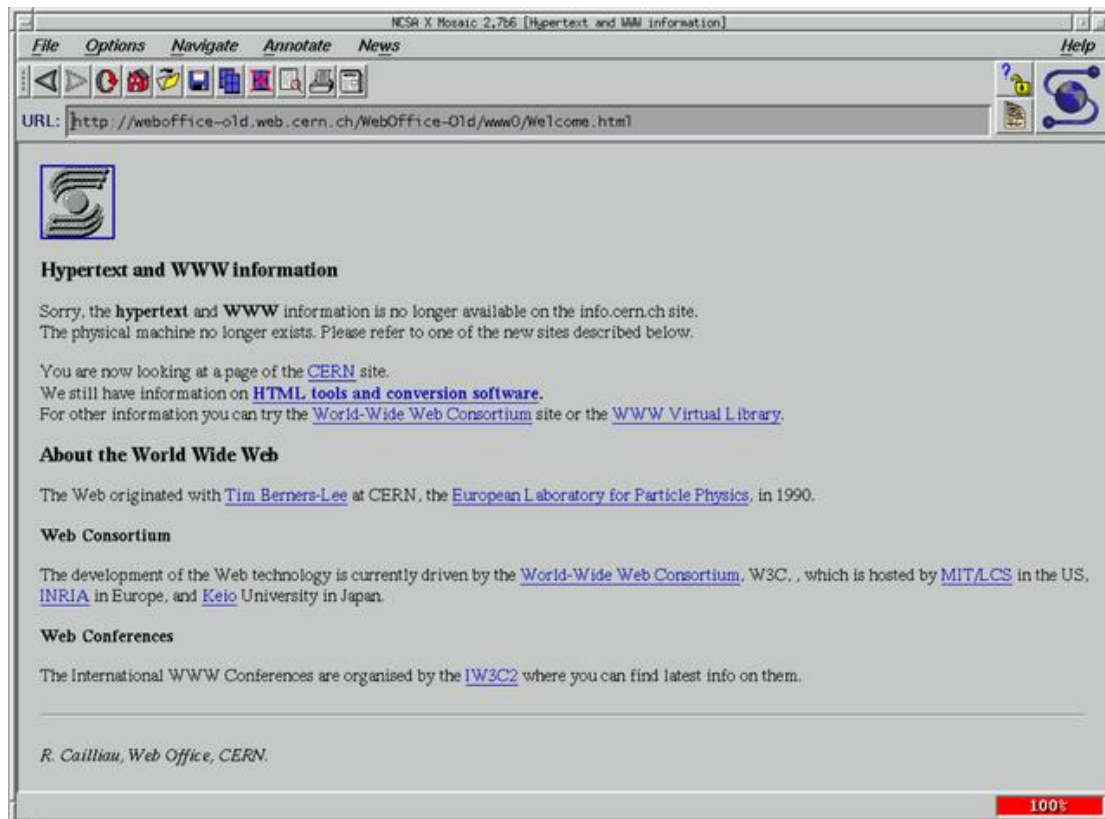 NCSA X Mosaic 2.7b6 [Hypertext and WWW information]
File Options Navigate Annotate News Help
URL: http://weboffice-old.web.cern.ch/WebOffice-Old/www0/Welcome.html
Hypertext and WWW information
Sorry, the hypertext and WWW information is no longer available on the info.cern.ch site.
The physical machine no longer exists. Please refer to one of the new sites described below.
You are now looking at a page of the CERN site.
We still have information on HTML tools and conversion software.
For other information you can try the World-Wide Web Consortium site or the WWW Virtual Library.
About the World Wide Web
The Web originated with Tim Berners-Lee at CERN, the European Laboratory for Particle Physics, in 1990.
Web Consortium
The development of the Web technology is currently driven by the World-Wide Web Consortium, W3C, , which is hosted by MIT/LCS in the US,
INRIA in Europe, and Keio University in Japan.
Web Conferences
The International WWW Conferences are organised by the IW3C2 where you can find latest info on them.
R. Cailliau, Web Office, CERN.
100%